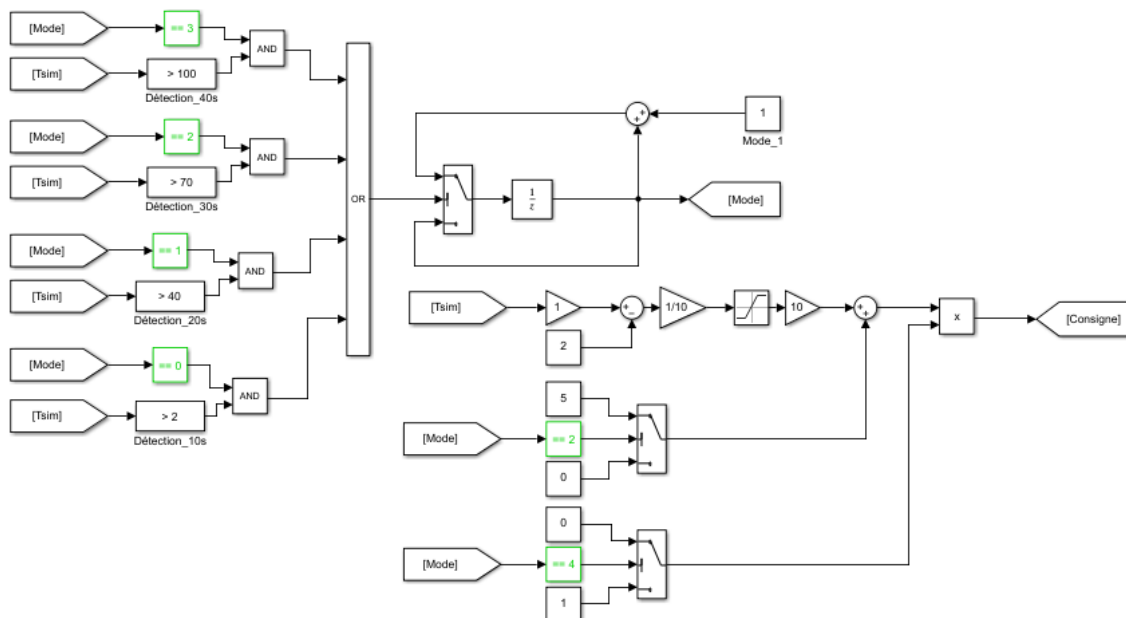 [Mode]
== 3
AND
[Tsim]
> 100
Détection_40s
[Mode]
== 2
AND
[Tsim]
> 70
Détection_30s
[Mode]
== 1
AND
[Tsim]
> 40
Détection_20s
[Mode]
== 0
AND
[Tsim]
> 2
Détection_10s
OR
+
+
1
Mode_1
1
z
[Mode]
[Tsim]
1
+
−
2
1/10
10
+
+
x
[Consigne]
5
[Mode]
== 2
0
0
[Mode]
== 4
1